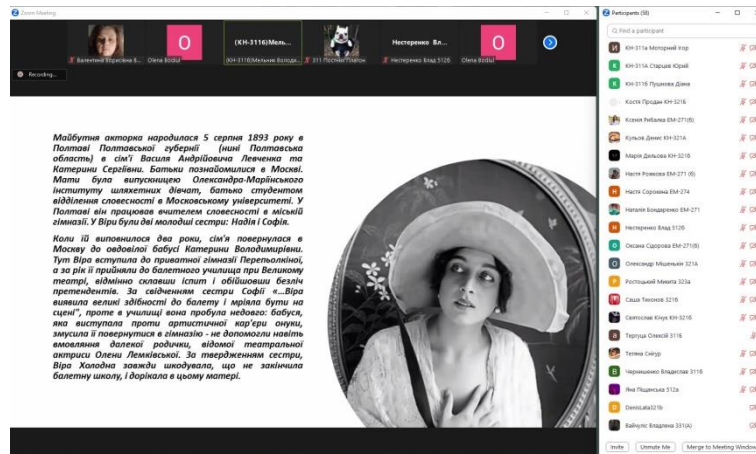 Zoom Meeting
Валентина Борисовна В...
O
Olena Bodiul
(КН-311б)Мель...
(КН-311б)Мельник Володи...
311 Постний Платон
Нестеренко Вл...
Нестеренко Влад 512б
O
Olena Bodiul
Recording...
Майбутня акторка народилася 5 серпня 1893 року в
Полтаві Полтавської губернії (нині Полтавська
область) в сім'ї Василя Андрійовича Левченка та
Катерини Сергіївни. Батьки познайомилися в Москві.
Мати була випускницею Олександра-Маріїнського
інституту шляхетних дівчат, батько студентом
відділення словесності в Московському університеті. У
Полтаві він працював вчителем словесності в міській
гімназії. У Віри були дві молодші сестри: Надія і Софія.
Коли їй виповнилося два роки, сім'я повернулася в
Москву до овдовілої бабусі Катерини Володимирівни.
Тут Віра вступила до приватної гімназії Перепьолкіної,
а за рік її прийняли до балетного училища при Великому
театрі, відмінно склавши іспит і обійшовши безліч
претендентів. За свідченням сестри Софії «...Віра
виявила великі здібності до балету і мріяла бути на
сцені", проте в училищі вона пробула недовго: бабуся,
яка виступала проти артистичної кар'єри онуки,
змусила її повернутися в гімназію - не допомогли навіть
вмовляння далекої родички, відомої театральної
актриси Олени Лемківської. За твердженням сестри,
Віра Холодна завжди шкодувала, що не закінчила
балетну школу, і дорікала в цьому матері.
Participants (58)
Find a participant
КН-311а Моторний Ігор
КН-311А Старцев Юрий
КН-311б Пушкова Діана
Костя Продан КН-321б
Ксенія Рибалка ЕМ-271(б)
Кульов Денис КН-321А
Настя Рожкова ЕМ-271 (б)
Настя Сорокина ЕМ-274
Наталія Бондаренко ЕМ-271
Нестеренко Влад 512б
Оксана Сідорова ЕМ-271(б)
Олександр Мішенькін 321А
Ростоцький Микита 323а
Саша Тихонов 321б
Святослав Кнух КН-321б
Терпуца Олексій 311б
Тетяна Снігур
Чернишенко Владислав 311б
Яна Піщанська 512а
DenisLata321b
Вайнуліс Владлена 331(А)
Invite
Unmute Me
Merge to Meeting Window